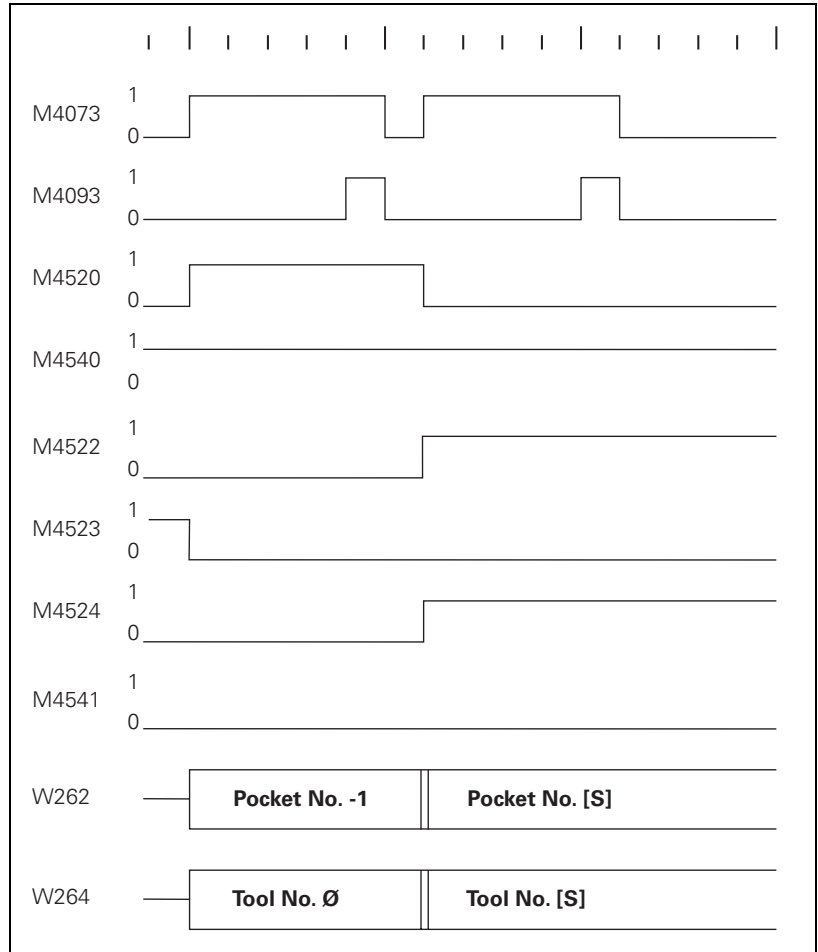 M4073 1
0
M4093 1
0
M4520 1
0
M4540 1
0
M4522 1
0
M4523 1
0
M4524 1
0
M4541 1
0
W262 Pocket No. -1 Pocket No. [S]
W264 Tool No. Ø Tool No. [S]